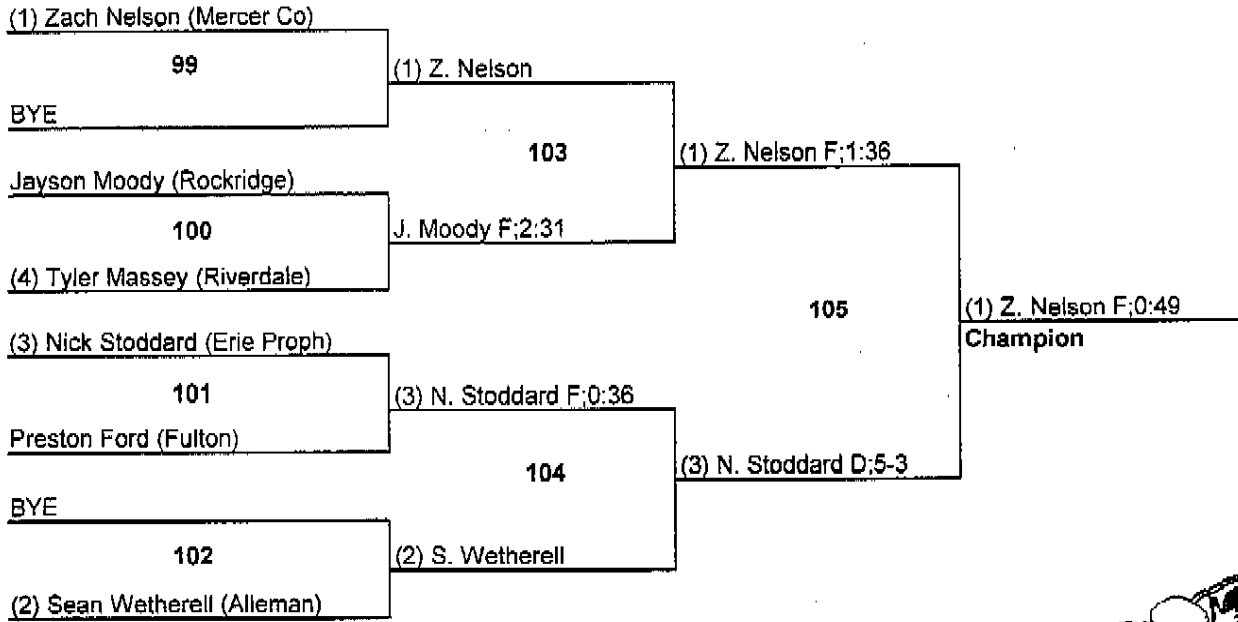 (1) Zach Nelson (Mercer Co)
99
(1) Z. Nelson
BYE
103
(1) Z. Nelson F;1:36
Jayson Moody (Rockridge)
100
J. Moody F;2:31
(4) Tyler Massey (Riverdale)
105
(1) Z. Nelson F;0:49
Champion
(3) Nick Stoddard (Erie Proph)
101
(3) N. Stoddard F;0:36
Preston Ford (Fulton)
104
(3) N. Stoddard D;5-3
BYE
102
(2) S. Wetherell
(2) Sean Wetherell (Alleman)